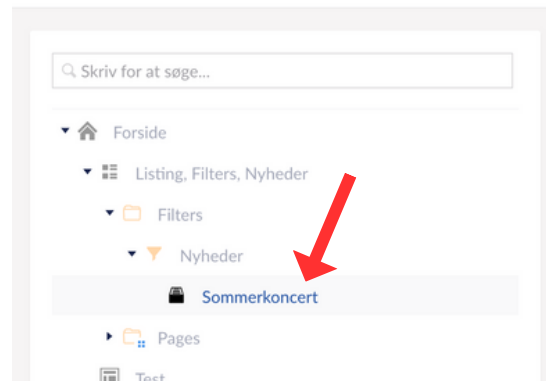 Skriv for at søge...
Forside
Listing, Filters, Nyheder
Filters
Nyheder
Sommerkoncert
Pages
Test